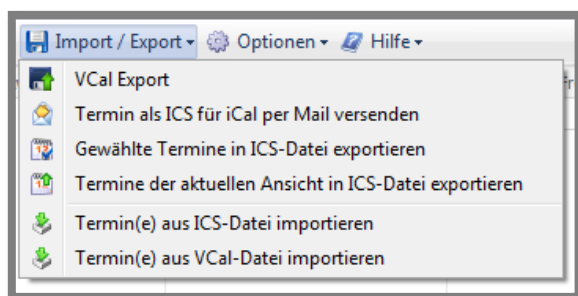 Import / Export Optionen Hilfe
VCal Export
Termin als ICS für iCal per Mail versenden
Gewählte Termine in ICS-Datei exportieren
Termine der aktuellen Ansicht in ICS-Datei exportieren
Termin(e) aus ICS-Datei importieren
Termin(e) aus VCal-Datei importieren